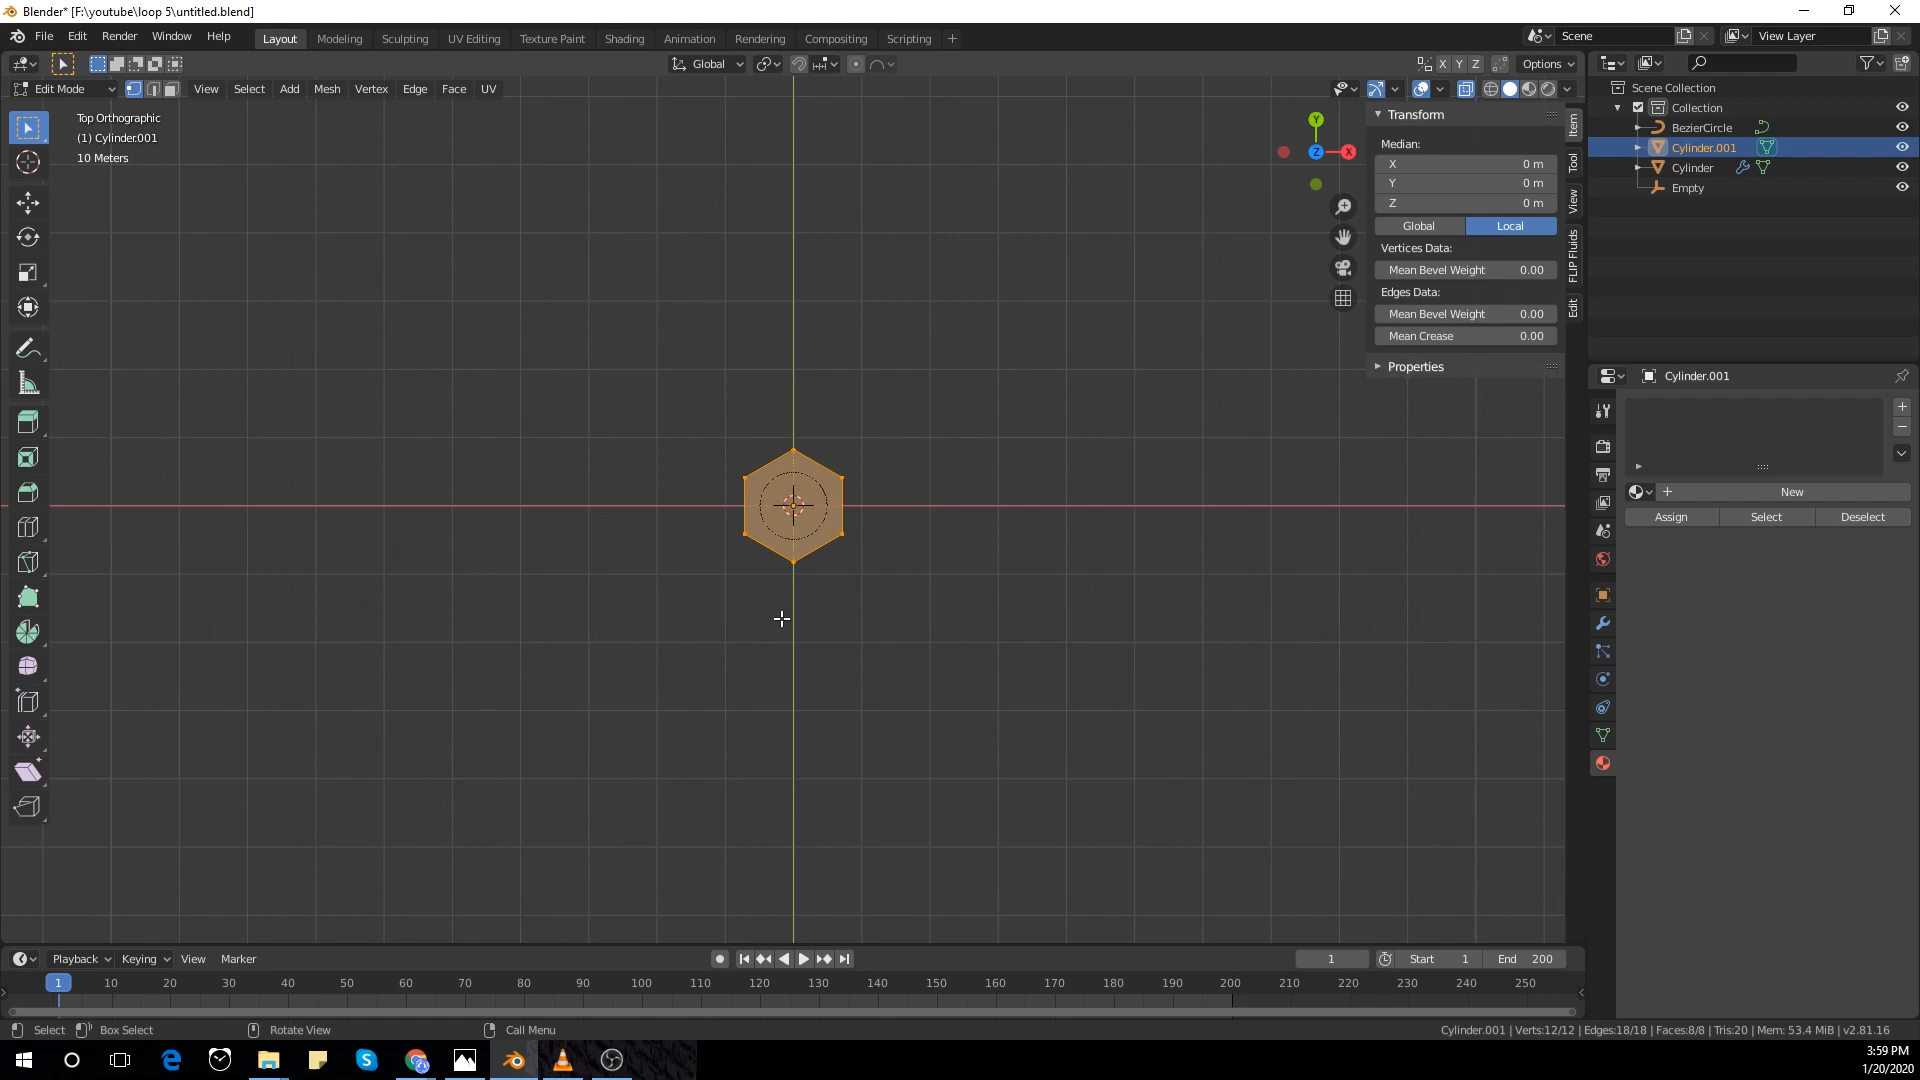 Blender* [F:\youtube\loop 5\untitled.blend]
File Edit Render Window Help Layout Modeling Sculpting UV Editing Texture Paint Shading Animation Rendering Compositing Scripting Scene View Layer
Global X Y Z Options
Edit Mode View Select Add Mesh Vertex Edge Face UV
Top Orthographic
(1) Cylinder.001
10 Meters
Y
Z X
Transform
Median:
X 0 m
Y 0 m
Z 0 m
Global Local
Vertices Data:
Mean Bevel Weight 0.00
Edges Data:
Mean Bevel Weight 0.00
Mean Crease 0.00
Properties
Item
Tool
View
FLIP Fluids
Edit
Scene Collection
Collection
BezierCircle
Cylinder.001
Cylinder
Empty
Cylinder.001
New
Assign Select Deselect
Playback Keying View Marker 1 Start 1 End 200
1 10 20 30 40 50 60 70 80 90 100 110 120 130 140 150 160 170 180 190 200 210 220 230 240 250
Select Box Select Rotate View Call Menu Cylinder.001 | Verts:12/12 | Edges:18/18 | Faces:8/8 | Tris:20 | Mem: 53.4 MiB | v2.81.16
3:59 PM
1/20/2020